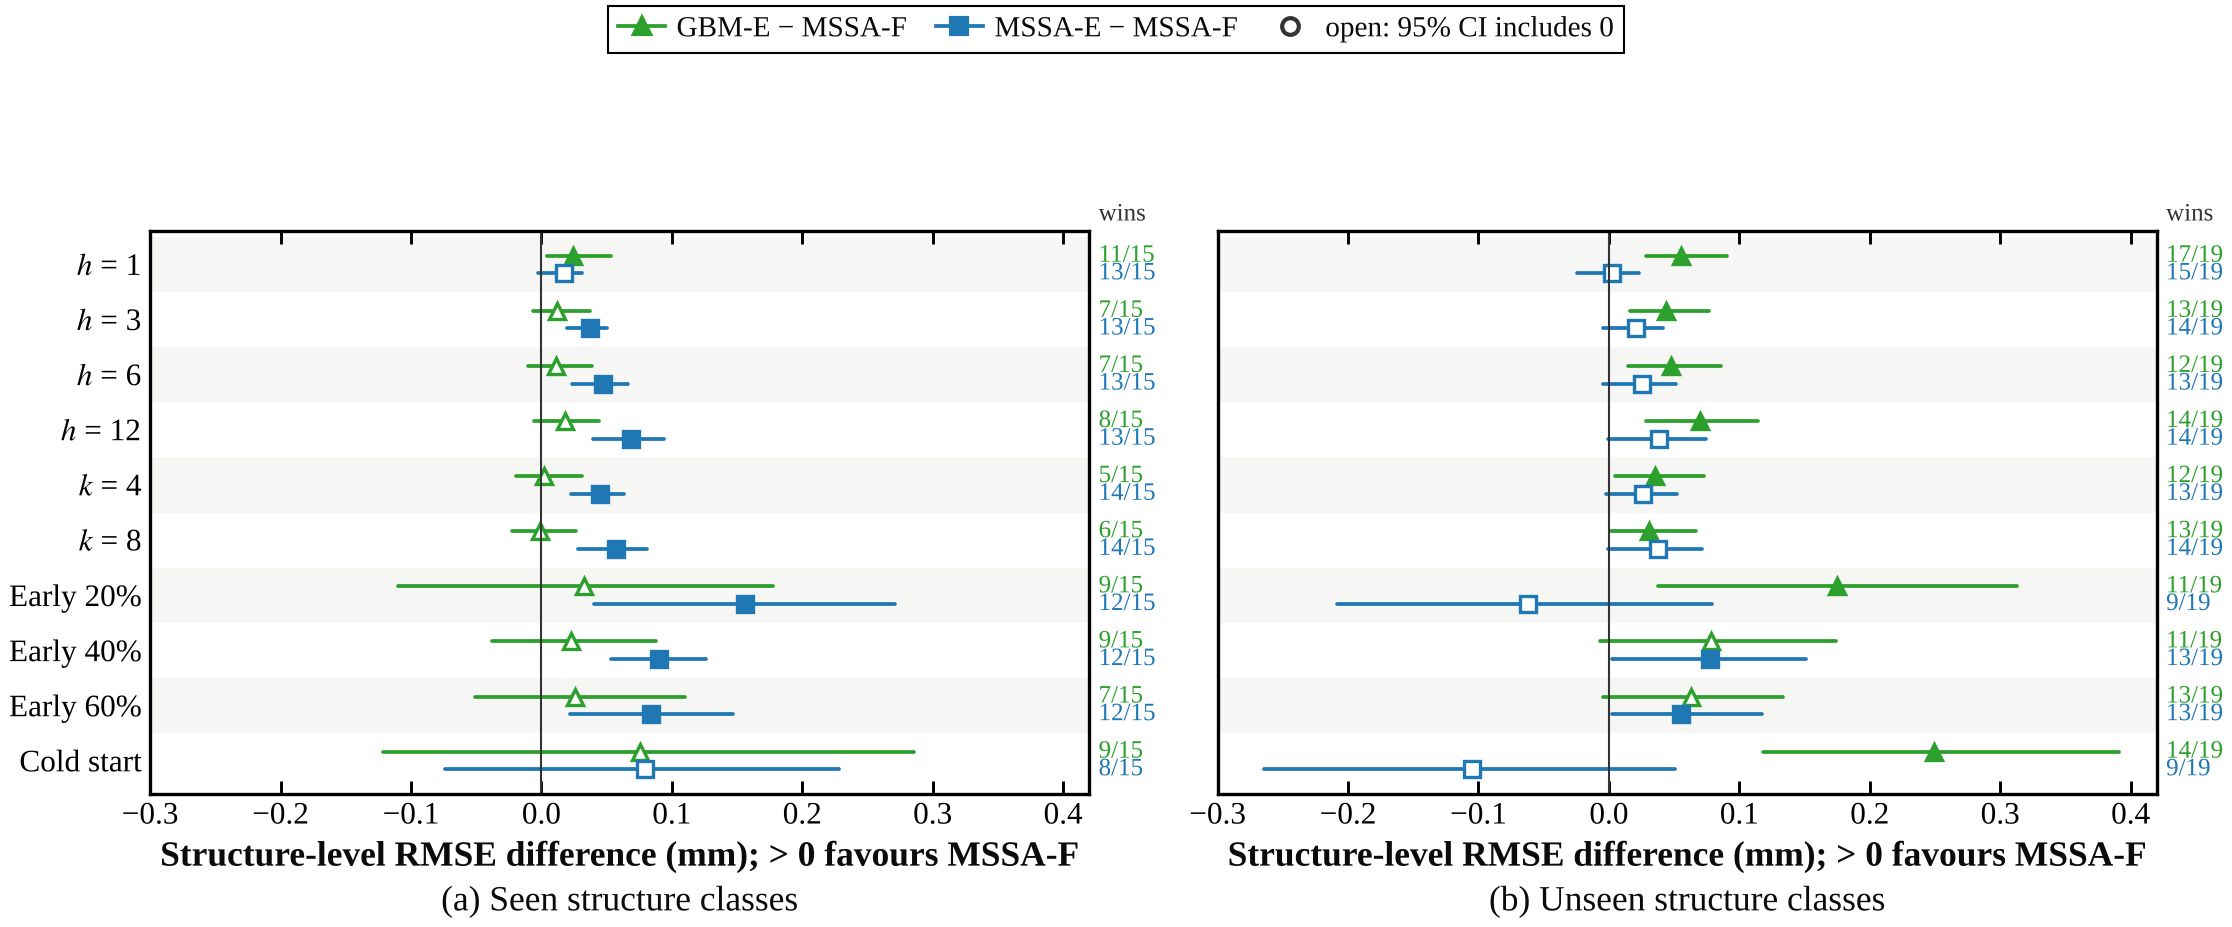 GBM-E − MSSA-F MSSA-E − MSSA-F open: 95% CI includes 0
wins
h = 1
11/15
13/15
h = 3
7/15
13/15
h = 6
7/15
13/15
h = 12
8/15
13/15
k = 4
5/15
14/15
k = 8
6/15
14/15
Early 20%
9/15
12/15
Early 40%
9/15
12/15
Early 60%
7/15
12/15
Cold start
9/15
8/15
−0.3 −0.2 −0.1 0.0 0.1 0.2 0.3 0.4
Structure-level RMSE difference (mm); > 0 favours MSSA-F
(a) Seen structure classes
wins
17/19
15/19
13/19
14/19
12/19
13/19
14/19
14/19
12/19
13/19
13/19
14/19
11/19
9/19
11/19
13/19
13/19
13/19
14/19
9/19
−0.3 −0.2 −0.1 0.0 0.1 0.2 0.3 0.4
Structure-level RMSE difference (mm); > 0 favours MSSA-F
(b) Unseen structure classes